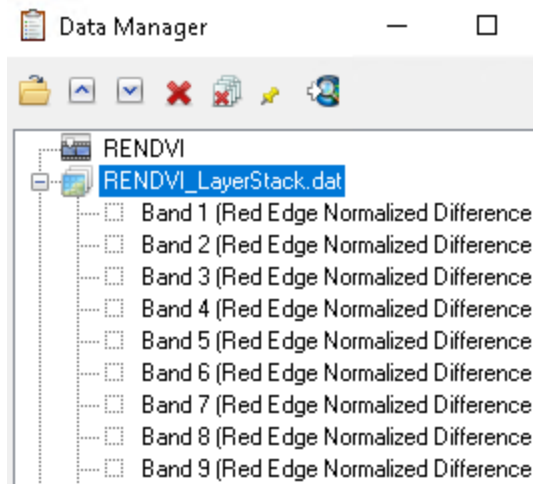 Data Manager
RENDVI
RENDVI_LayerStack.dat
Band 1 (Red Edge Normalized Difference
Band 2 (Red Edge Normalized Difference
Band 3 (Red Edge Normalized Difference
Band 4 (Red Edge Normalized Difference
Band 5 (Red Edge Normalized Difference
Band 6 (Red Edge Normalized Difference
Band 7 (Red Edge Normalized Difference
Band 8 (Red Edge Normalized Difference
Band 9 (Red Edge Normalized Difference